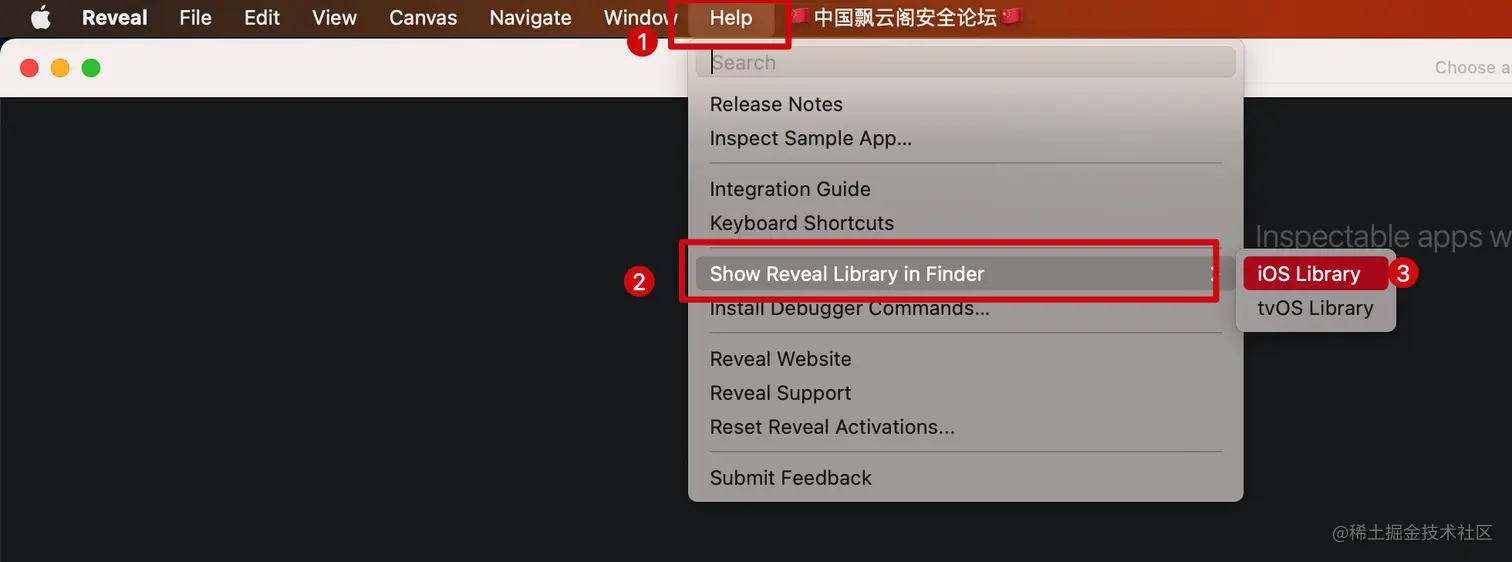 Reveal File Edit View Canvas Navigate Window Help 🇨🇳中国飘云阁安全论坛🇨🇳
1
Search
Choose a
Release Notes
Inspect Sample App...
Integration Guide
Keyboard Shortcuts
Inspectable apps w
2 Show Reveal Library in Finder iOS Library 3
Install Debugger Commands... tvOS Library
Reveal Website
Reveal Support
Reset Reveal Activations...
Submit Feedback
@稀土掘金技术社区